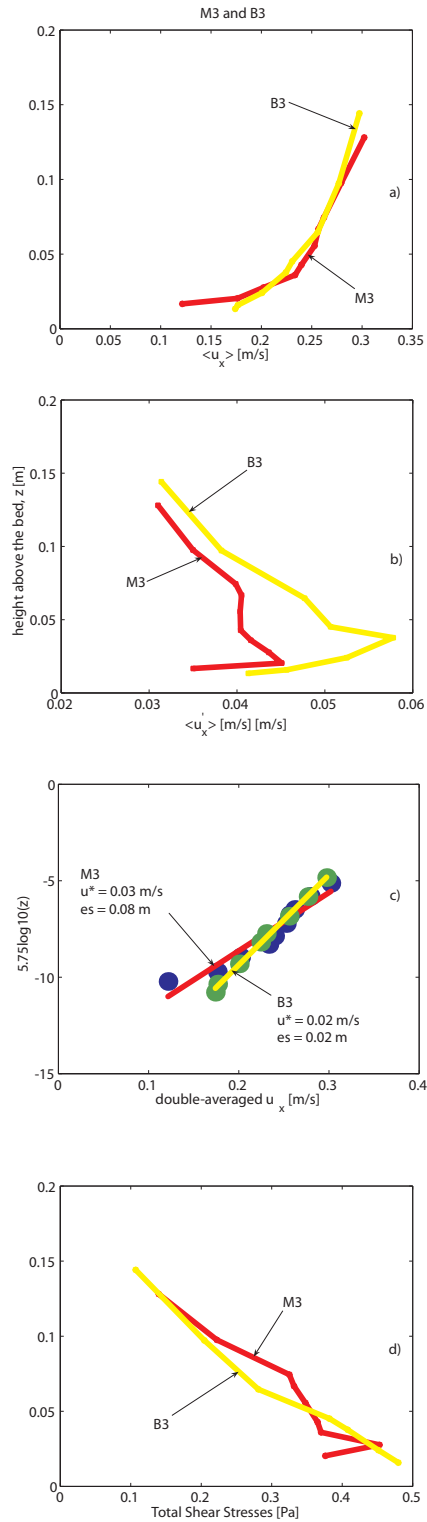 M3 and B3
0.2
0.15
0.1
0.05
0
B3
a)
M3
0 0.05 0.1 0.15 0.2 0.25 0.3 0.35
<u_x> [m/s]
0.2
0.15
0.1
0.05
0
height above the bed, z [m]
B3
b)
M3
0.02 0.03 0.04 0.05 0.06
<u'_x> [m/s] [m/s]
0
-5
-10
-15
5.75log10(z)
M3
u* = 0.03 m/s
es = 0.08 m
c)
B3
u* = 0.02 m/s
es = 0.02 m
0 0.1 0.2 0.3 0.4
double-averaged u_x [m/s]
0.2
0.15
0.1
0.05
0
M3
d)
B3
0 0.1 0.2 0.3 0.4 0.5
Total Shear Stresses [Pa]